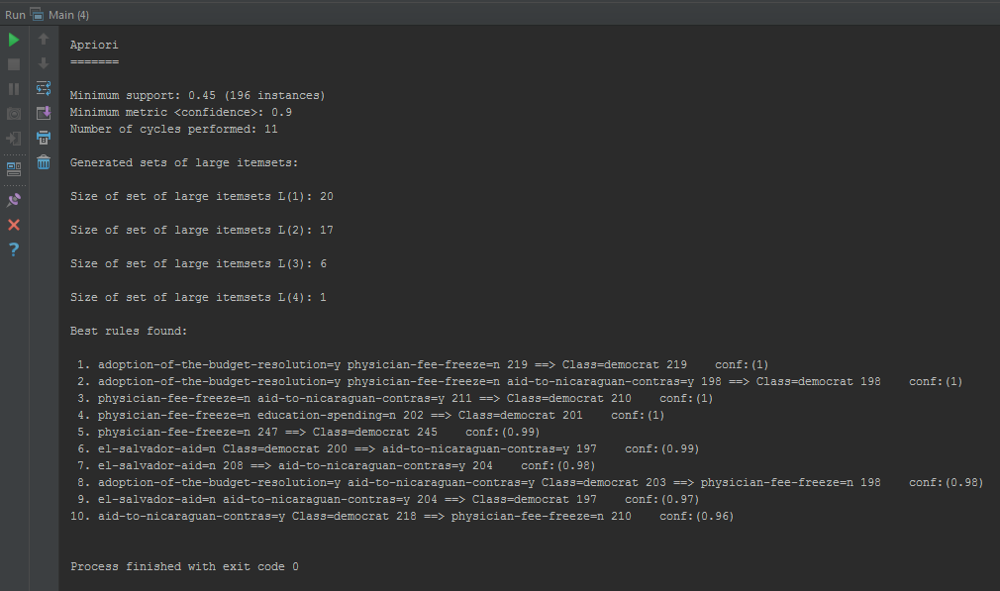 Run Main (4)
Apriori
=======
Minimum support: 0.45 (196 instances)
Minimum metric <confidence>: 0.9
Number of cycles performed: 11
Generated sets of large itemsets:
Size of set of large itemsets L(1): 20
Size of set of large itemsets L(2): 17
Size of set of large itemsets L(3): 6
Size of set of large itemsets L(4): 1
Best rules found:
1. adoption-of-the-budget-resolution=y physician-fee-freeze=n 219 ==> Class=democrat 219 conf:(1)
2. adoption-of-the-budget-resolution=y physician-fee-freeze=n aid-to-nicaraguan-contras=y 198 ==> Class=democrat 198 conf:(1)
3. physician-fee-freeze=n aid-to-nicaraguan-contras=y 211 ==> Class=democrat 210 conf:(1)
4. physician-fee-freeze=n education-spending=n 202 ==> Class=democrat 201 conf:(1)
5. physician-fee-freeze=n 247 ==> Class=democrat 245 conf:(0.99)
6. el-salvador-aid=n Class=democrat 200 ==> aid-to-nicaraguan-contras=y 197 conf:(0.99)
7. el-salvador-aid=n 208 ==> aid-to-nicaraguan-contras=y 204 conf:(0.98)
8. adoption-of-the-budget-resolution=y aid-to-nicaraguan-contras=y Class=democrat 203 ==> physician-fee-freeze=n 198 conf:(0.98)
9. el-salvador-aid=n aid-to-nicaraguan-contras=y 204 ==> Class=democrat 197 conf:(0.97)
10. aid-to-nicaraguan-contras=y Class=democrat 218 ==> physician-fee-freeze=n 210 conf:(0.96)
Process finished with exit code 0